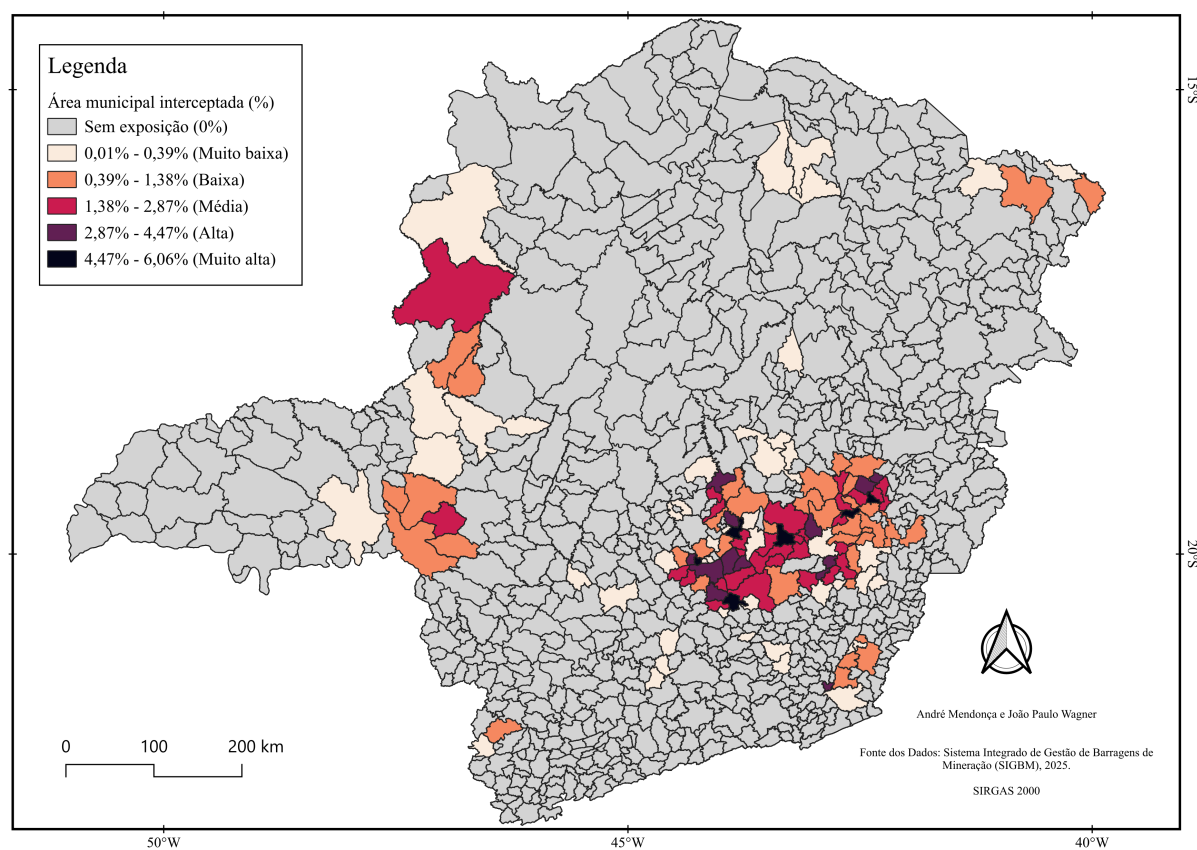 Legenda
Área municipal interceptada (%)
Sem exposição (0%)
0,01% - 0,39% (Muito baixa)
0,39% - 1,38% (Baixa)
1,38% - 2,87% (Média)
2,87% - 4,47% (Alta)
4,47% - 6,06% (Muito alta)
15°S
20°S
André Mendonça e João Paulo Wagner
0 100 200 km
Fonte dos Dados: Sistema Integrado de Gestão de Barragens de
Mineração (SIGBM), 2025.
SIRGAS 2000
50°W 45°W 40°W